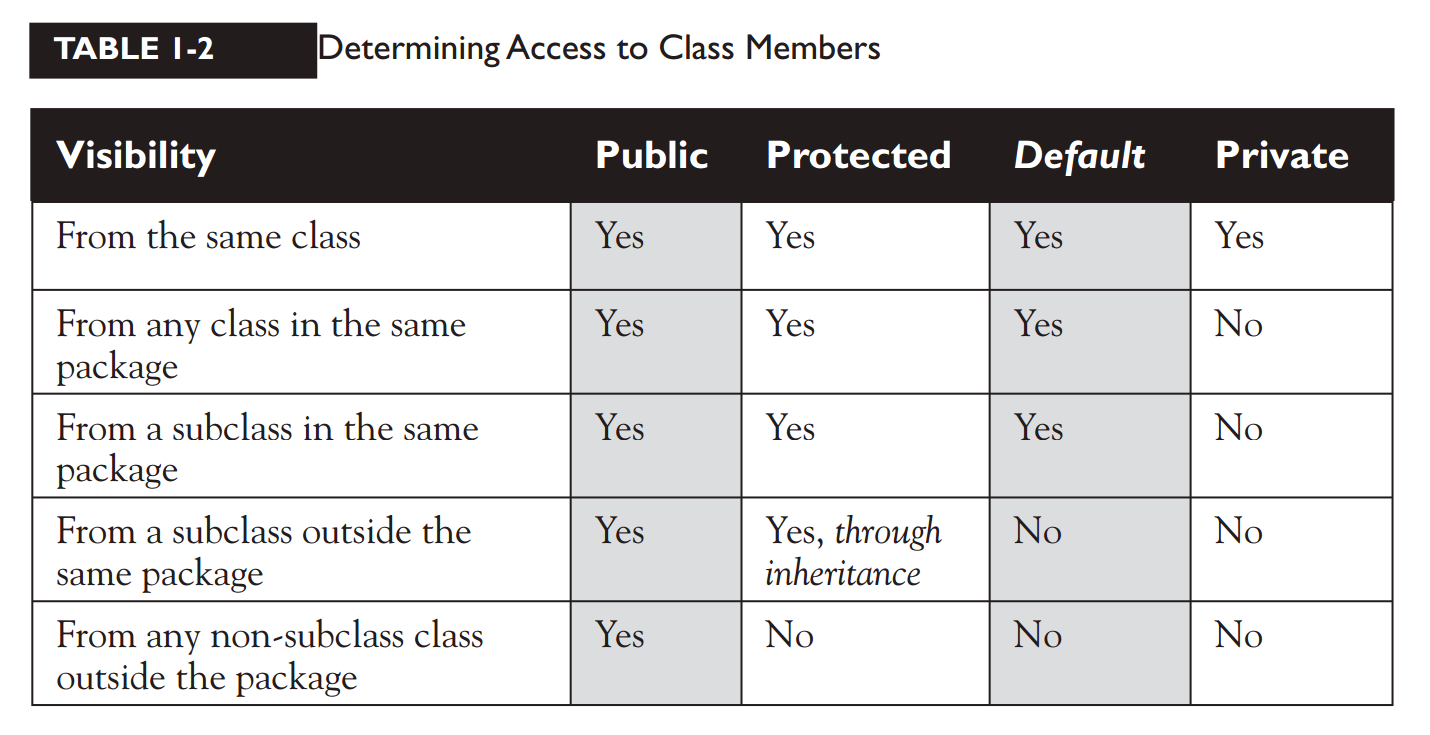 TABLE 1-2 Determining Access to Class Members
Visibility Public Protected Default Private
From the same class Yes Yes Yes Yes
From any class in the same Yes Yes Yes No
package
From a subclass in the same Yes Yes Yes No
package
From a subclass outside the Yes Yes, through No No
same package inheritance
From any non-subclass class Yes No No No
outside the package